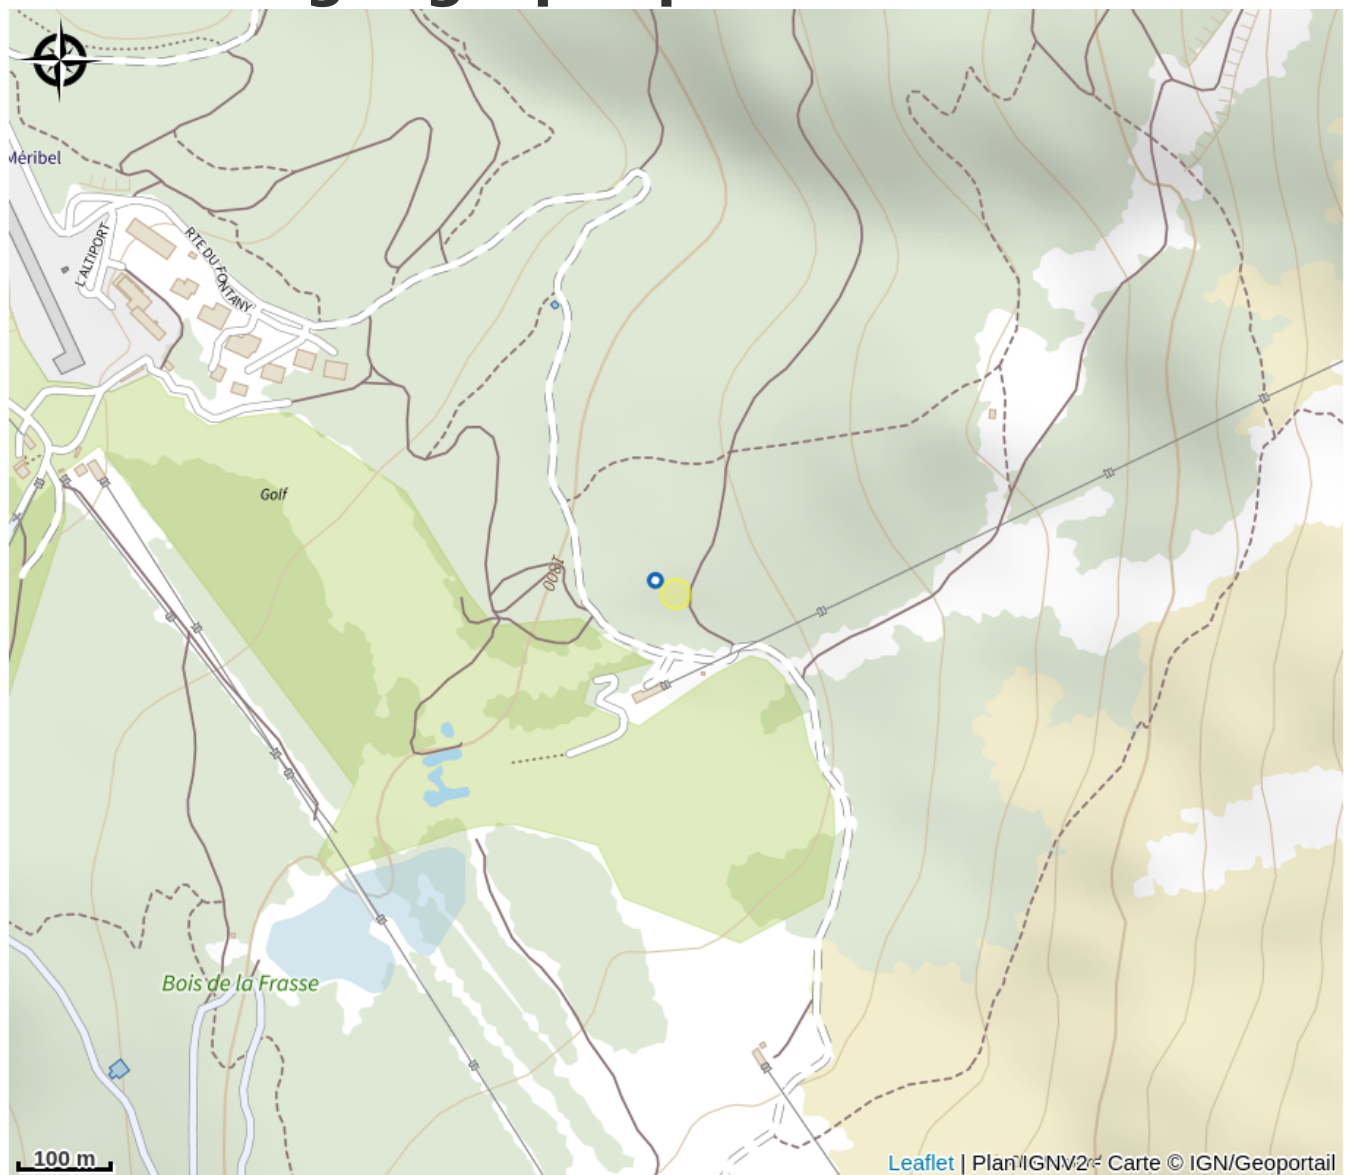 Méribel
L'ALTIPORT
RTE DU FONTANY
Golf
1800
Bois de la Frasse
100 m
Leaflet | Plan IGNV2 - Carte © IGN/Geoportail